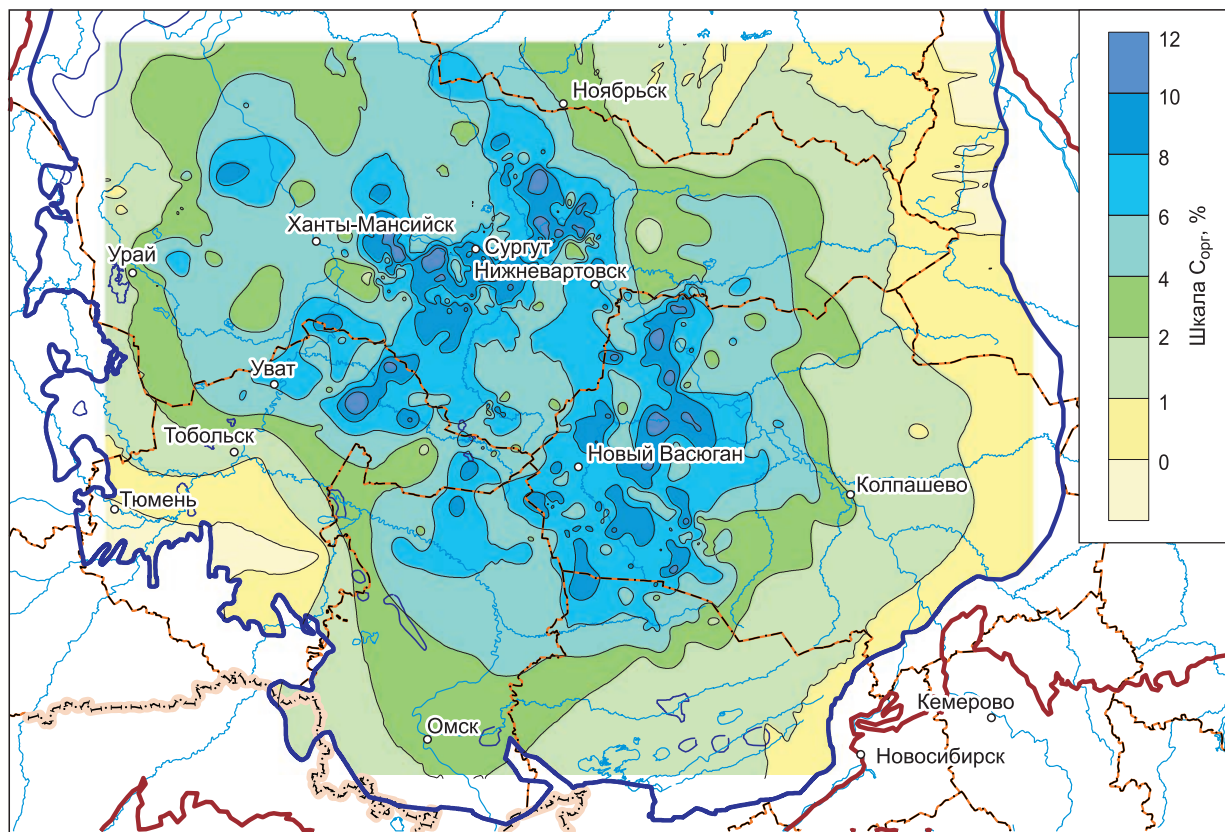 Ноябрьск
Ханты-Мансийск
Сургут
Урай
Нижневартовск
Уват
Тобольск
Новый Васюган
Тюмень
Колпашево
Омск
Кемерово
Новосибирск
12
10
8
6
4
2
1
0
Шкала Cорг, %